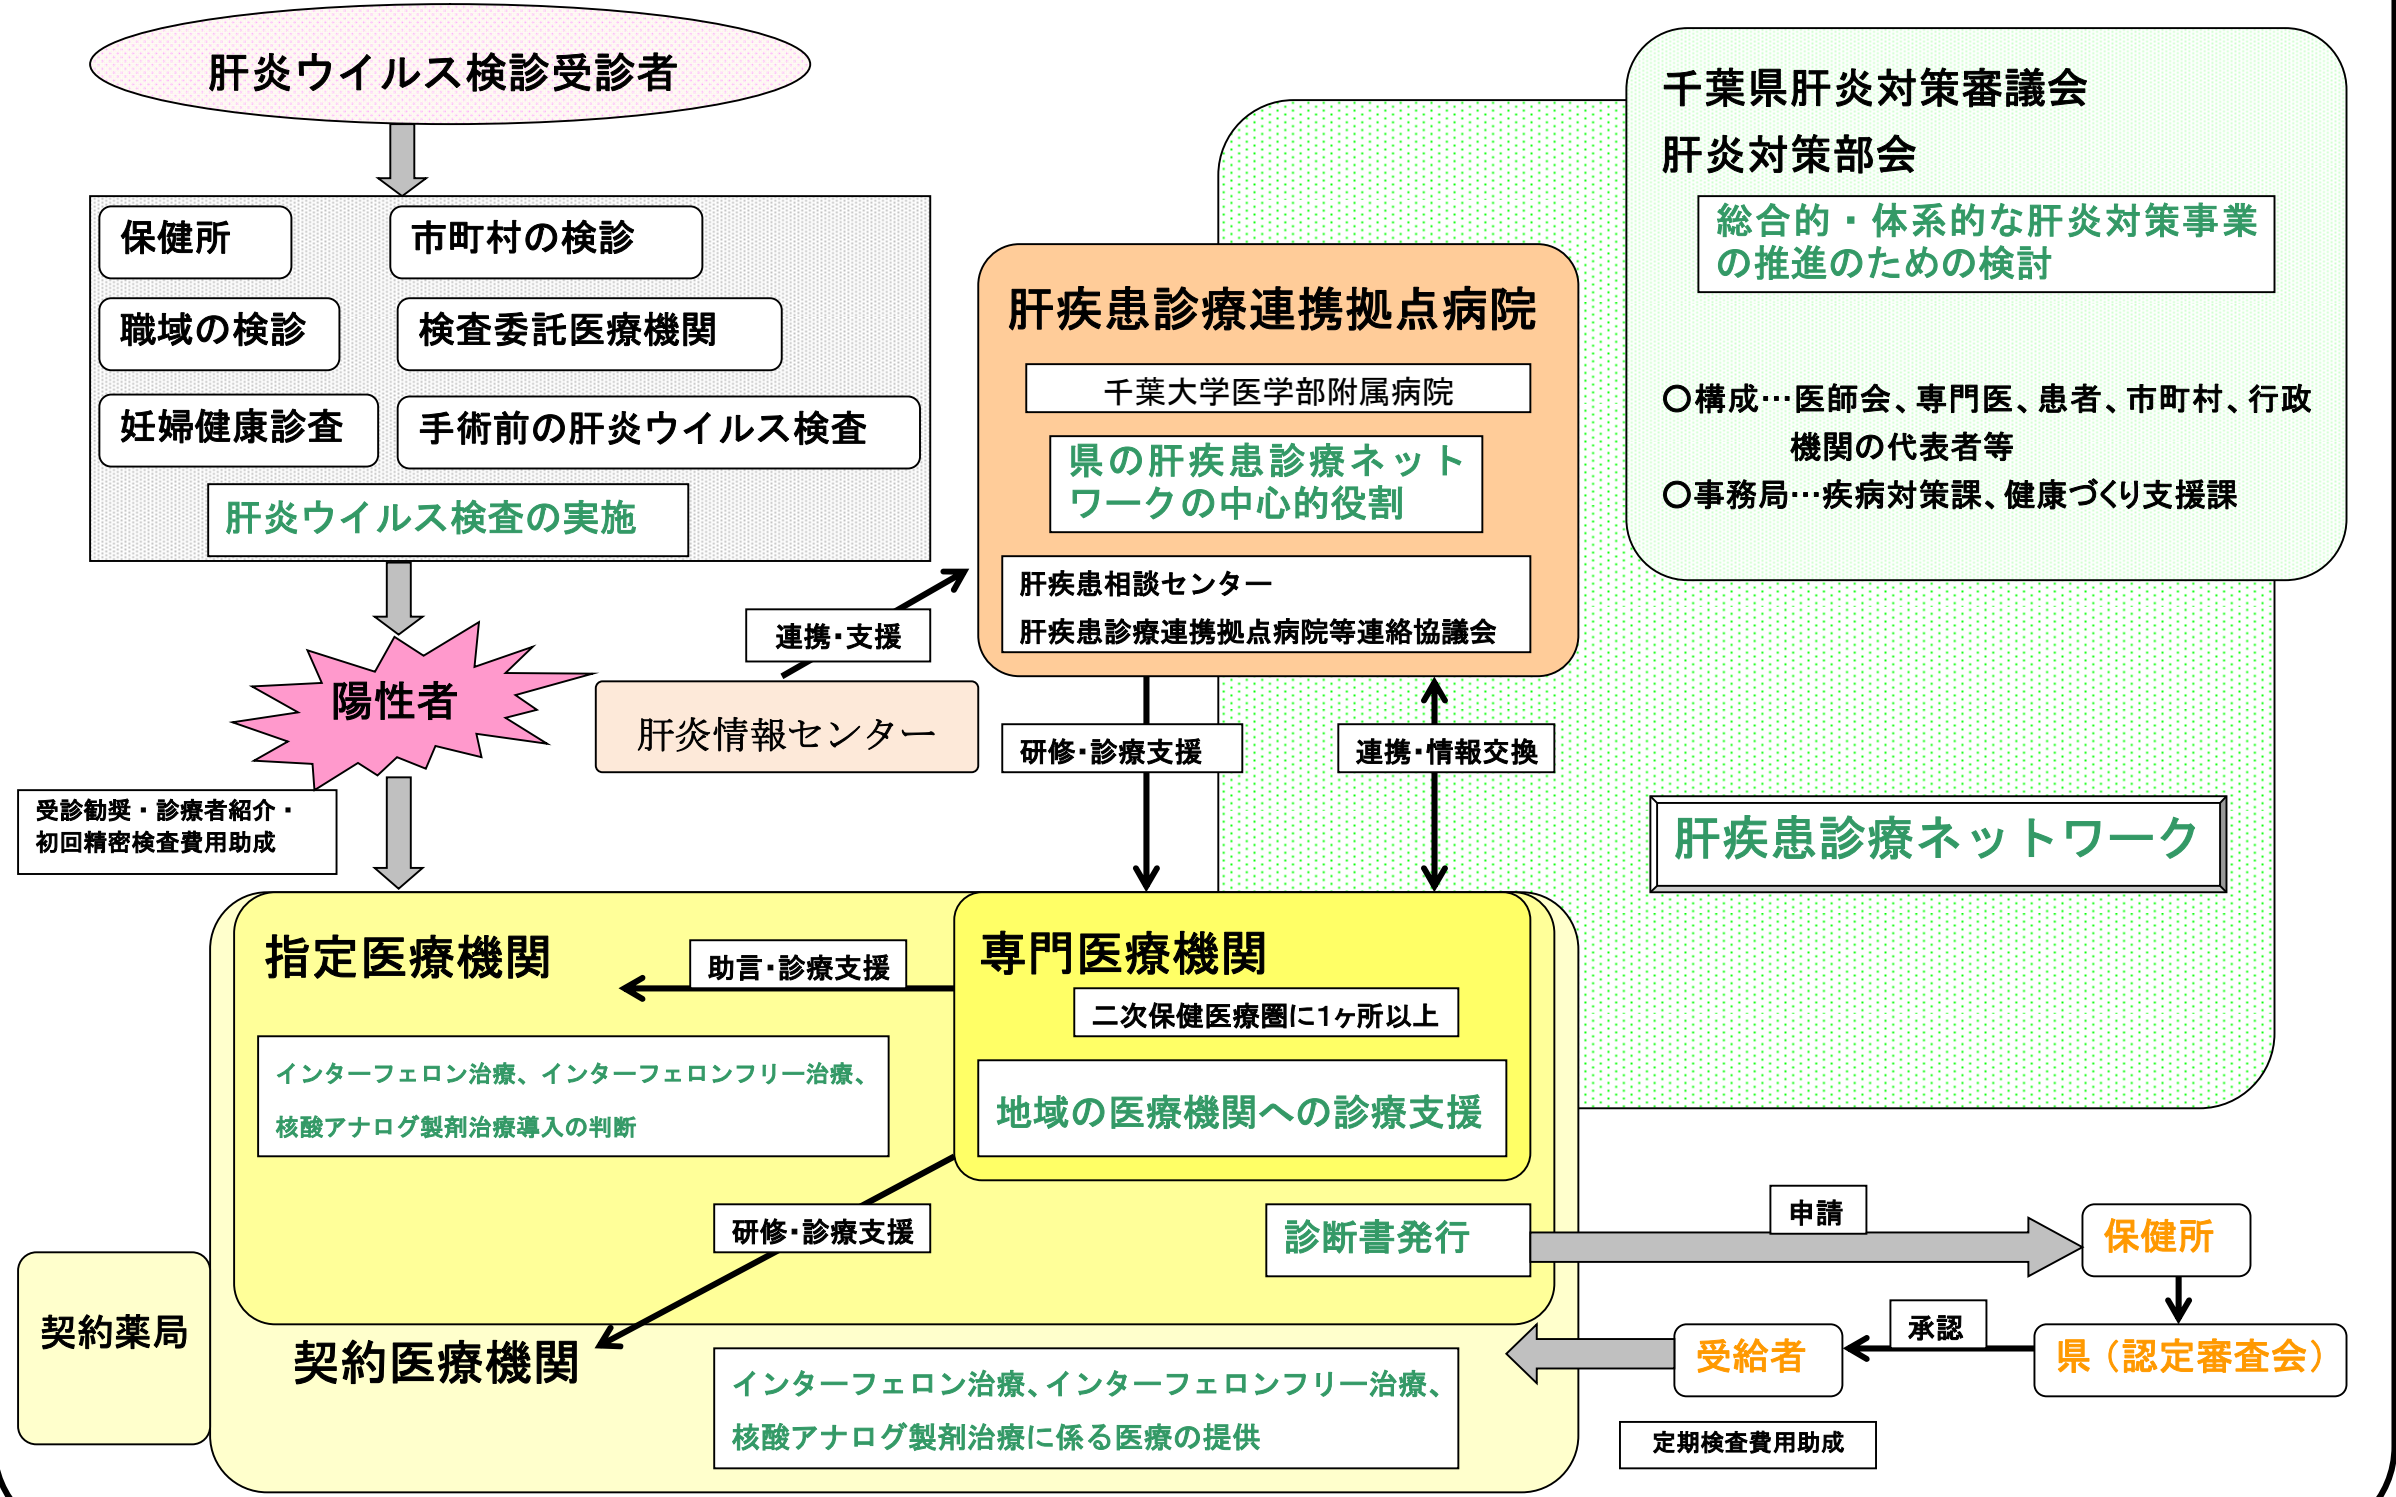 肝炎ウイルス検診受診者
保健所
市町村の検診
職域の検診
検査委託医療機関
妊婦健康診査
手術前の肝炎ウイルス検査
肝炎ウイルス検査の実施
陽性者
受診勧奨・診療者紹介・
初回精密検査費用助成
連携・支援
肝炎情報センター
肝疾患診療連携拠点病院
千葉大学医学部附属病院
県の肝疾患診療ネット
ワークの中心的役割
肝疾患相談センター
肝疾患診療連携拠点病院等連絡協議会
千葉県肝炎対策審議会
肝炎対策部会
総合的・体系的な肝炎対策事業
の推進のための検討
〇構成…医師会、専門医、患者、市町村、行政
機関の代表者等
〇事務局…疾病対策課、健康づくり支援課
研修・診療支援
連携・情報交換
肝疾患診療ネットワーク
指定医療機関
助言・診療支援
専門医療機関
二次保健医療圏に1ヶ所以上
インターフェロン治療、インターフェロンフリー治療、
核酸アナログ製剤治療導入の判断
地域の医療機関への診療支援
研修・診療支援
診断書発行
申請
保健所
契約薬局
契約医療機関
インターフェロン治療、インターフェロンフリー治療、
核酸アナログ製剤治療に係る医療の提供
受給者
承認
県（認定審査会）
定期検査費用助成